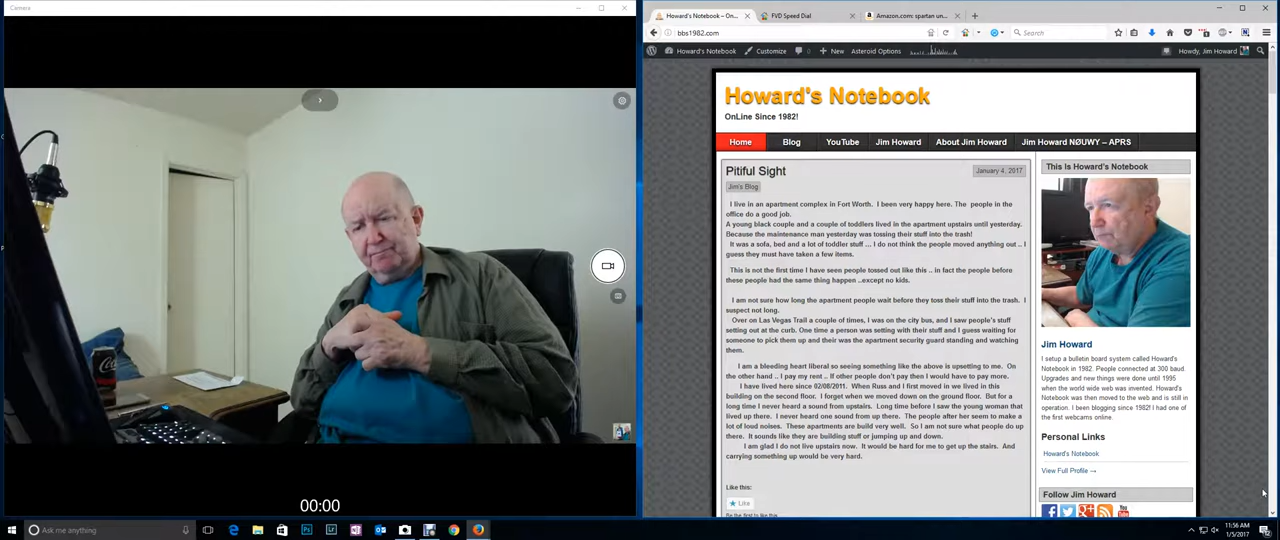 Camera
00:00
Howard's Notebook – On...
FVD Speed Dial
Amazon.com: spartan un...
bbs1982.com
Search
Howard's Notebook
Customize
0
New
Asteroid Options
Howdy, Jim Howard
Howard's Notebook
OnLine Since 1982!
Home
Blog
YouTube
Jim Howard
About Jim Howard
Jim Howard NØUWY – APRS
Pitiful Sight
January 4, 2017
Jim's Blog
I live in an apartment complex in Fort Worth. I been very happy here. The people in the
office do a good job.
A young black couple and a couple of toddlers lived in the apartment upstairs until yesterday.
Because the maintenance man yesterday was tossing their stuff into the trash!
It was a sofa, bed and a lot of toddler stuff ... I do not think the people moved anything out .. I
guess they must have taken a few items.
This is not the first time I have seen people tossed out like this .. in fact the people before
these people had the same thing happen ..except no kids.
I am not sure how long the apartment people wait before they toss their stuff into the trash. I
suspect not long.
Over on Las Vegas Trail a couple of times, I was on the city bus, and I saw people's stuff
setting out at the curb. One time a person was setting with their stuff and I guess waiting for
someone to pick them up and their was the apartment security guard standing and watching
them.
I am a bleeding heart liberal so seeing something like the above is upsetting to me. On
the other hand .. I pay my rent .. If other people don't pay then I would have to pay more.
I have lived here since 02/08/2011. When Russ and I first moved in we lived in this
building on the second floor. I forget when we moved down on the ground floor. But for a
long time I never heard a sound from upstairs. Long time before I saw the young woman that
lived up there. I never heard one sound from up there. The people after her seem to make a
lot of loud noises. These apartments are build very well. So I am not sure what people do up
there. It sounds like they are building stuff or jumping up and down.
I am glad I do not live upstairs now. It would be hard for me to get up the stairs. And
carrying something up would be very hard.
Like this:
Like
Be the first to like this.
This Is Howard's Notebook
Jim Howard
I setup a bulletin board system called Howard's
Notebook in 1982. People connected at 300 baud.
Upgrades and new things were done until 1995
when the world wide web was invented. Howard's
Notebook was then moved to the web and is still in
operation. I been blogging since 1982! I had one of
the first webcams online.
Personal Links
Howard's Notebook
View Full Profile →
Follow Jim Howard
You
Ask me anything
11:56 AM
1/5/2017